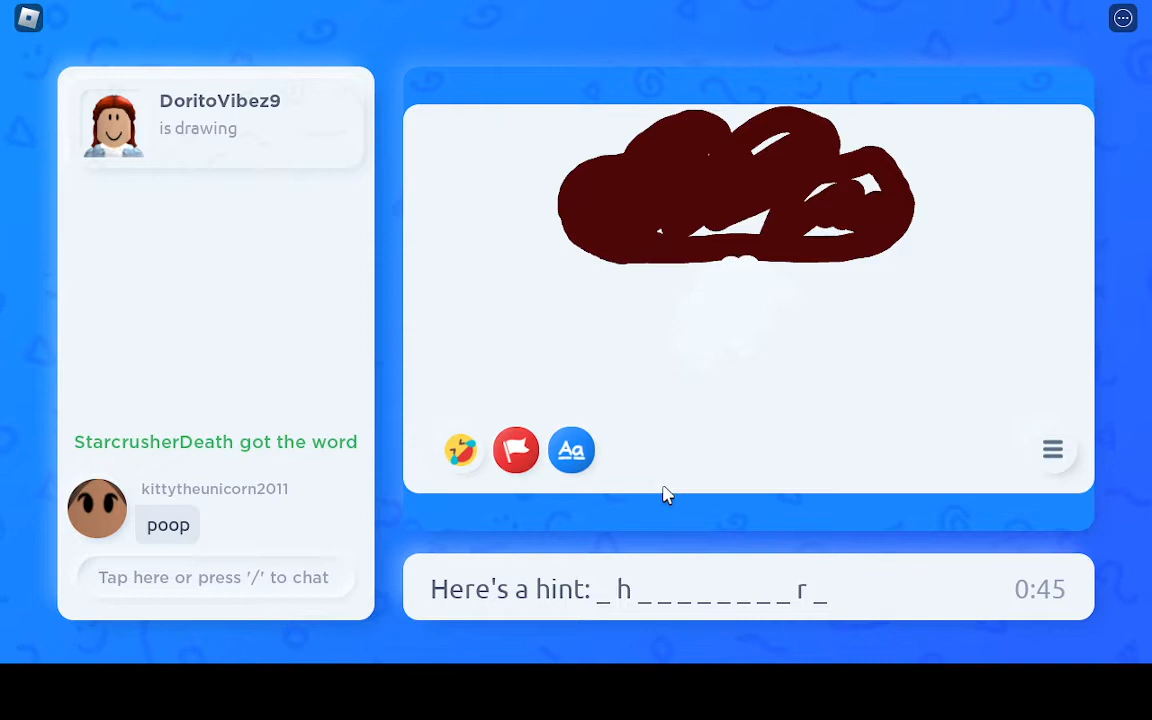 DoritoVibez9
is drawing
StarcrusherDeath got the word
kittytheunicorn2011
poop
Tap here or press '/' to chat
Aa
Here's a hint: _ h _ _ _ _ _ _ _ _ r _
0:45